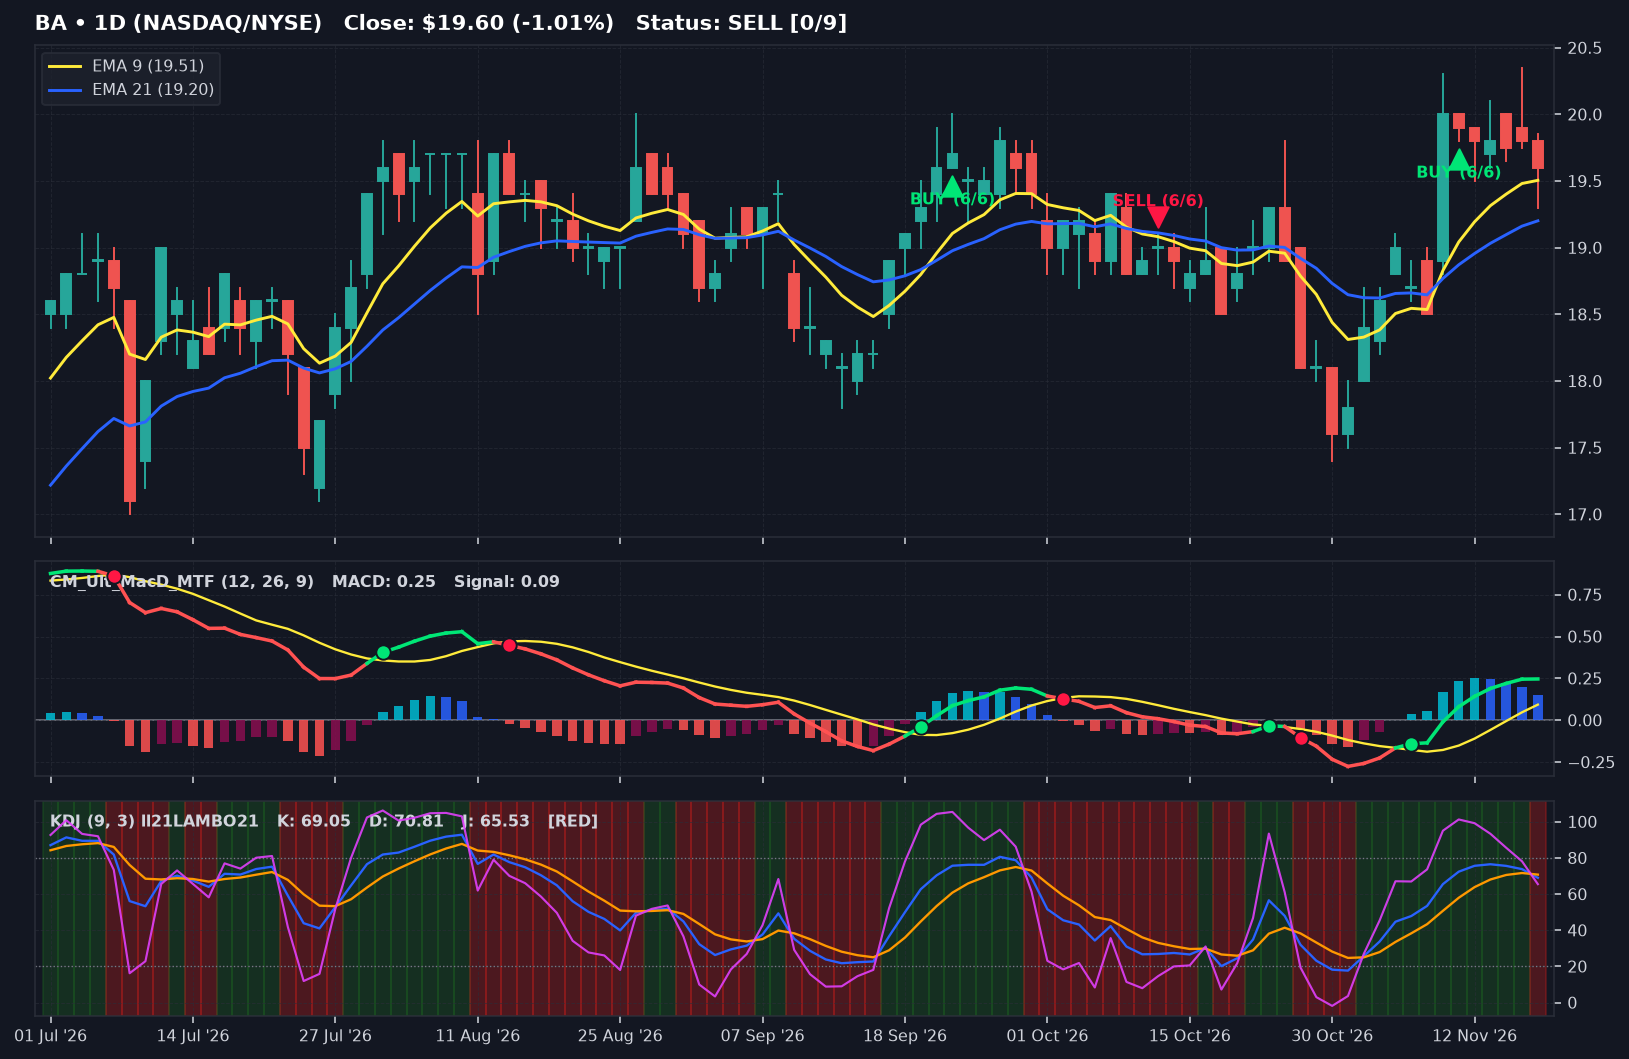 BA • 1D (NASDAQ/NYSE)   Close: $19.60 (-1.01%)   Status: SELL [0/9]
EMA 9 (19.51)
EMA 21 (19.20)
20.5
20.0
19.5
19.0
18.5
18.0
17.5
17.0
BUY (6/6)
SELL (6/6)
BUY (6/6)
CM_Ult_MacD_MTF (12, 26, 9)   MACD: 0.25   Signal: 0.09
0.75
0.50
0.25
0.00
−0.25
KDJ (9, 3) II21LAMBO21   K: 69.05   D: 70.81   J: 65.53   [RED]
100
80
60
40
20
0
01 Jul '26
14 Jul '26
27 Jul '26
11 Aug '26
25 Aug '26
07 Sep '26
18 Sep '26
01 Oct '26
15 Oct '26
30 Oct '26
12 Nov '26